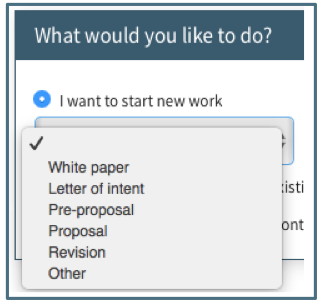 What would you like to do?
I want to start new work
White paper
Letter of intent
Pre-proposal
Proposal
Revision
Other